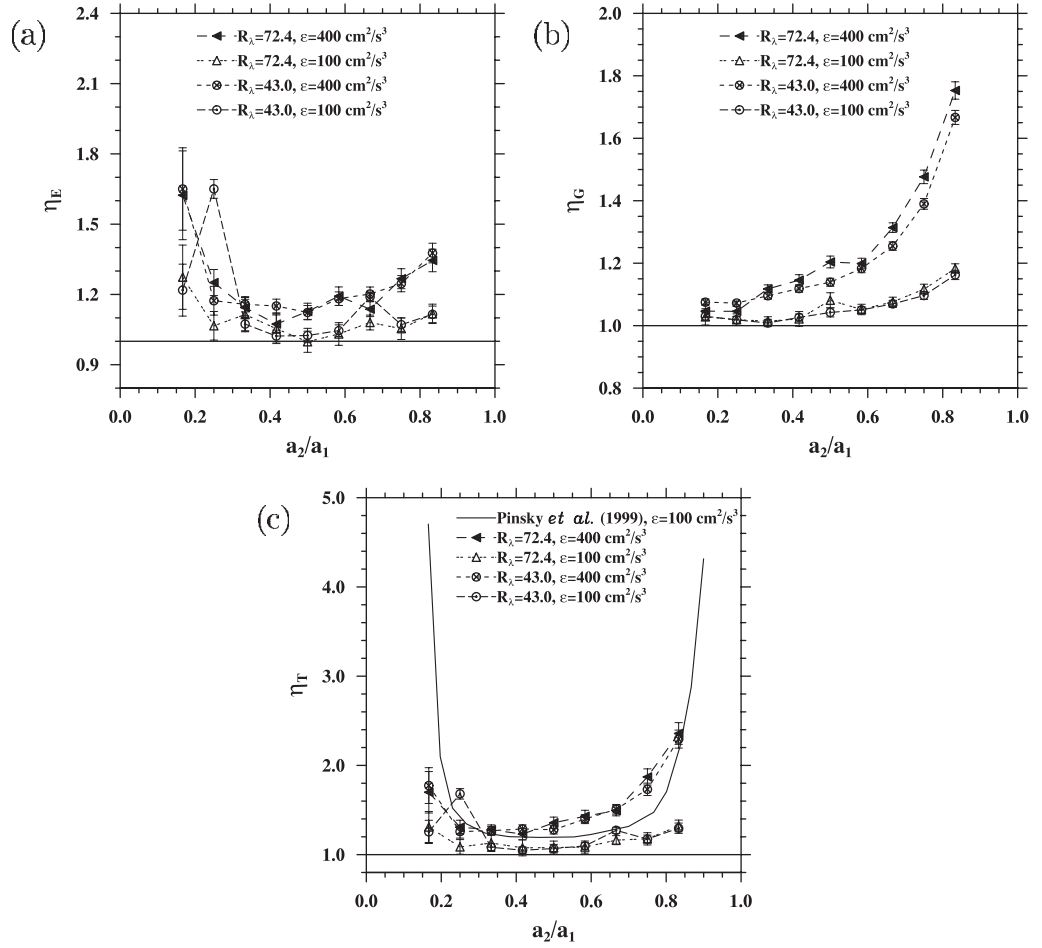 (a)
2.4
2.1
1.8
1.5
1.2
0.9
η_E
R_λ=72.4, ε=400 cm²/s³
R_λ=72.4, ε=100 cm²/s³
R_λ=43.0, ε=400 cm²/s³
R_λ=43.0, ε=100 cm²/s³
0.0 0.2 0.4 0.6 0.8 1.0
a₂/a₁
(b)
2.0
1.8
1.6
1.4
1.2
1.0
0.8
η_G
R_λ=72.4, ε=400 cm²/s³
R_λ=72.4, ε=100 cm²/s³
R_λ=43.0, ε=400 cm²/s³
R_λ=43.0, ε=100 cm²/s³
0.0 0.2 0.4 0.6 0.8 1.0
a₂/a₁
(c)
5.0
4.0
3.0
2.0
1.0
η_T
Pinsky et al. (1999), ε=100 cm²/s³
R_λ=72.4, ε=400 cm²/s³
R_λ=72.4, ε=100 cm²/s³
R_λ=43.0, ε=400 cm²/s³
R_λ=43.0, ε=100 cm²/s³
0.0 0.2 0.4 0.6 0.8 1.0
a₂/a₁